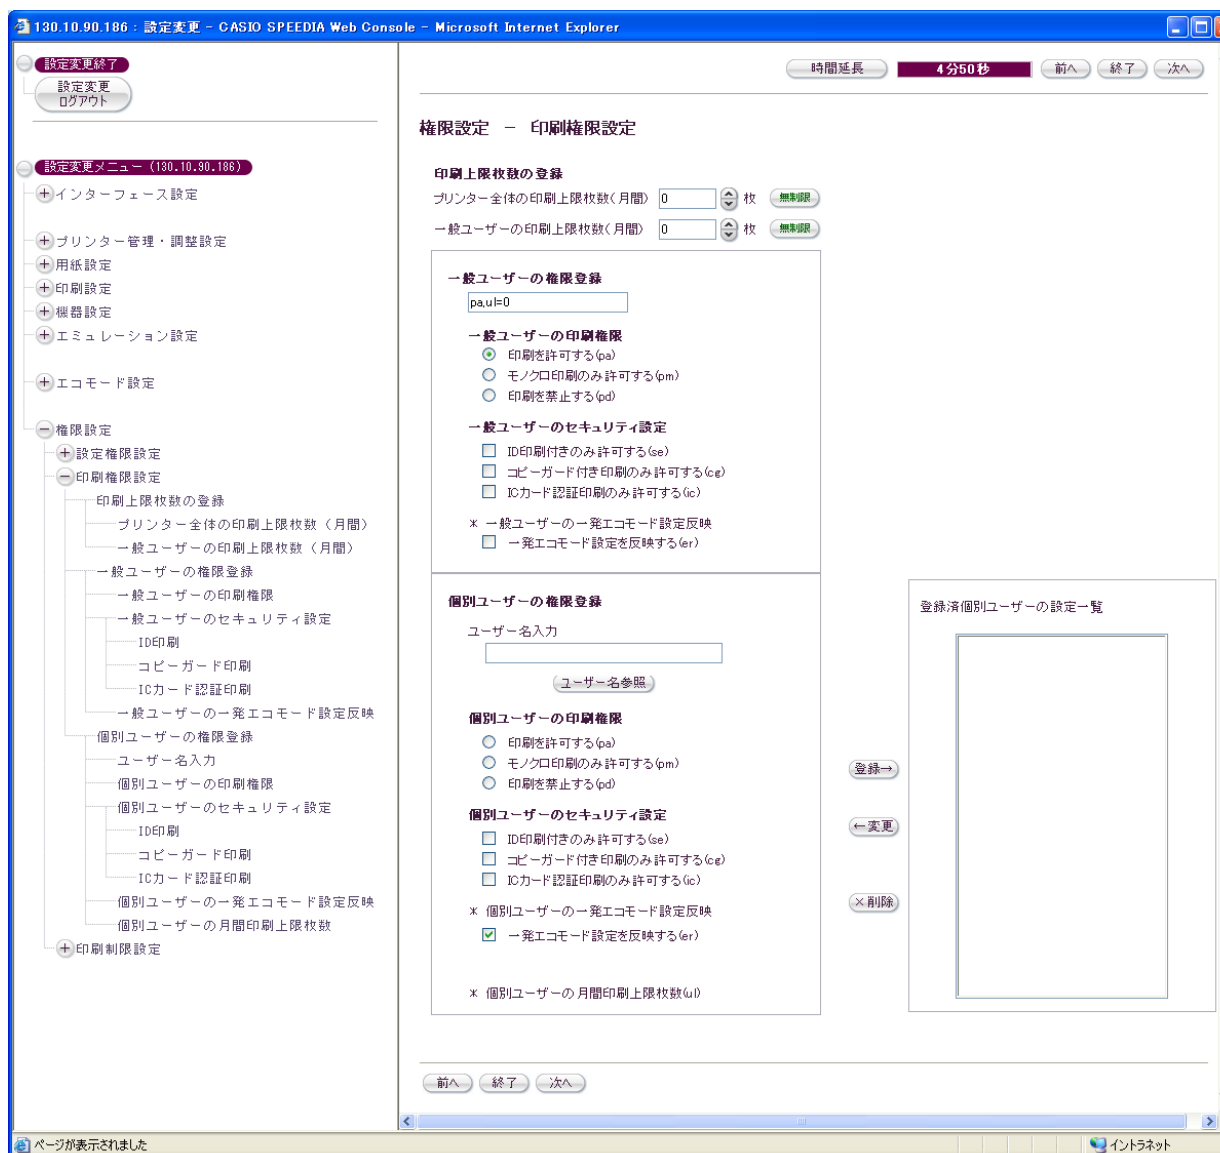 130.10.90.186 : 設定変更 - CASIO SPEEDIA Web Console - Microsoft Internet Explorer
設定変更終了
設定変更
ログアウト
設定変更メニュー (130.10.90.186)
インターフェース設定
プリンター管理・調整設定
用紙設定
印刷設定
機器設定
エミュレーション設定
エコモード設定
権限設定
設定権限設定
印刷権限設定
印刷上限枚数の登録
プリンター全体の印刷上限枚数（月間）
一般ユーザーの印刷上限枚数（月間）
一般ユーザーの権限登録
一般ユーザーの印刷権限
一般ユーザーのセキュリティ設定
ID印刷
コピーガード印刷
ICカード認証印刷
一般ユーザーの一発エコモード設定反映
個別ユーザーの権限登録
ユーザー名入力
個別ユーザーの印刷権限
個別ユーザーのセキュリティ設定
ID印刷
コピーガード印刷
ICカード認証印刷
個別ユーザーの一発エコモード設定反映
個別ユーザーの月間印刷上限枚数
印刷制限設定
時間延長 4分50秒 前へ 終了 次へ
権限設定 － 印刷権限設定
印刷上限枚数の登録
プリンター全体の印刷上限枚数(月間) 0 枚 無制限
一般ユーザーの印刷上限枚数(月間) 0 枚 無制限
一般ユーザーの権限登録
pa,ul=0
一般ユーザーの印刷権限
印刷を許可する(pa)
モノクロ印刷のみ許可する(pm)
印刷を禁止する(pd)
一般ユーザーのセキュリティ設定
ID印刷付きのみ許可する(se)
コピーガード付き印刷のみ許可する(cg)
ICカード認証印刷のみ許可する(ic)
* 一般ユーザーの一発エコモード設定反映
一発エコモード設定を反映する(er)
個別ユーザーの権限登録
ユーザー名入力
ユーザー名参照
個別ユーザーの印刷権限
印刷を許可する(pa)
モノクロ印刷のみ許可する(pm)
印刷を禁止する(pd)
個別ユーザーのセキュリティ設定
ID印刷付きのみ許可する(se)
コピーガード付き印刷のみ許可する(cg)
ICカード認証印刷のみ許可する(ic)
* 個別ユーザーの一発エコモード設定反映
一発エコモード設定を反映する(er)
* 個別ユーザーの月間印刷上限枚数(ul)
登録→
←変更
×削除
登録済個別ユーザーの設定一覧
前へ 終了 次へ
ページが表示されました
イントラネット